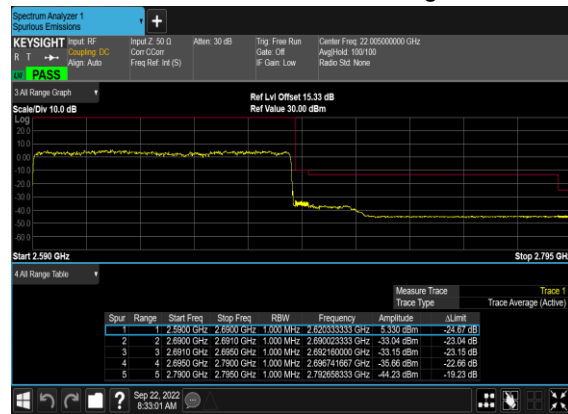 Spectrum Analyzer 1
Spurious Emissions
+
KEYSIGHT Input: RF Input Z: 50 Ω Atten: 30 dB Trig: Free Run Center Freq: 22.005000000 GHz
R T Coupling: DC Corr CCorr Gate: Off Avg|Hold: 100/100
Align: Auto Freq Ref: Int (S) IF Gain: Low Radio Std: None
PASS
3 All Range Graph
Ref Lvl Offset 15.33 dB
Scale/Div 10.0 dB Ref Value 30.00 dBm
Log
20.0
10.0
0.00
-10.0
-20.0
-30.0
-40.0
-50.0
-60.0
Start 2.590 GHz Stop 2.795 GHz
4 All Range Table
Measure Trace Trace 1
Trace Type Trace Average (Active)
Spur Range Start Freq Stop Freq RBW Frequency Amplitude ΔLimit
1 1 2.5900 GHz 2.6900 GHz 1.000 MHz 2.620333333 GHz 5.330 dBm -24.67 dB
2 2 2.6900 GHz 2.6910 GHz 1.000 MHz 2.690023333 GHz -33.04 dBm -23.04 dB
3 3 2.6910 GHz 2.6950 GHz 1.000 MHz 2.692160000 GHz -33.15 dBm -23.15 dB
4 4 2.6950 GHz 2.7900 GHz 1.000 MHz 2.696741667 GHz -35.66 dBm -22.66 dB
5 5 2.7900 GHz 2.7950 GHz 1.000 MHz 2.792658333 GHz -44.23 dBm -19.23 dB
? Sep 22, 2022
8:33:01 AM